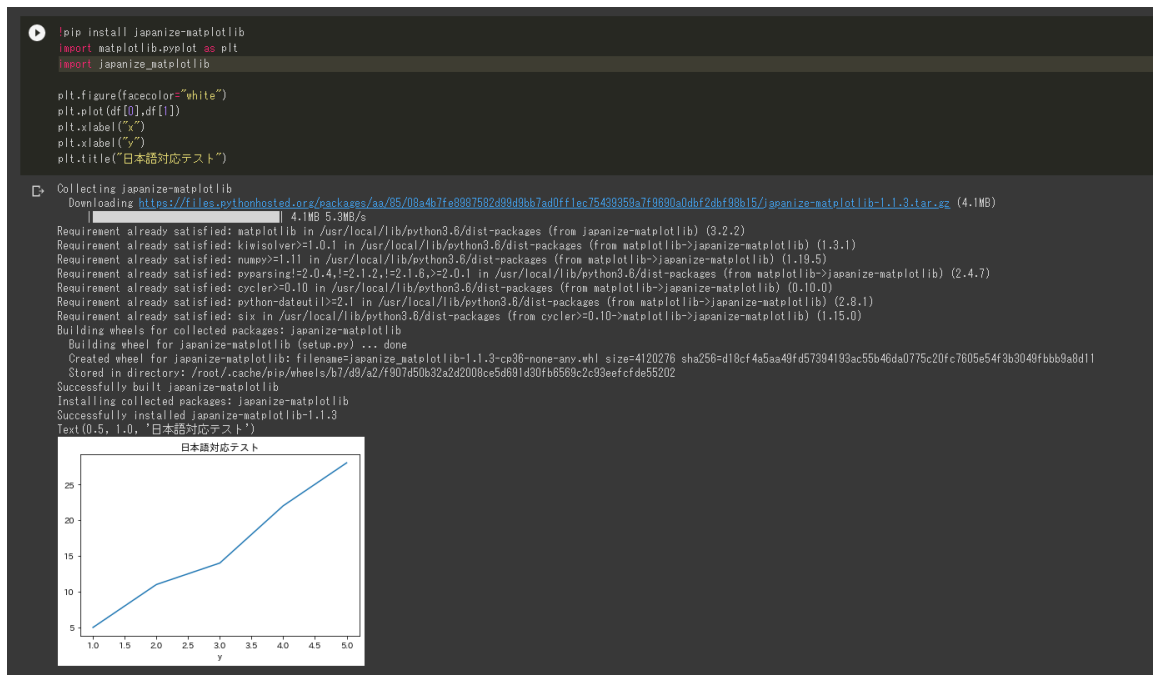 !pip install japanize-matplotlib
import matplotlib.pyplot as plt
import japanize_matplotlib
plt.figure(facecolor="white")
plt.plot(df[0],df[1])
plt.xlabel("x")
plt.xlabel("y")
plt.title("日本語対応テスト")
Collecting japanize-matplotlib
Downloading https://files.pythonhosted.org/packages/aa/85/08a4b7fe8987582d99d9bb7ad0ff1ec75439359a7f9690a0dbf2dbf98b15/japanize-matplotlib-1.1.3.tar.gz (4.1MB)
| | 4.1MB 5.3MB/s
Requirement already satisfied: matplotlib in /usr/local/lib/python3.6/dist-packages (from japanize-matplotlib) (3.2.2)
Requirement already satisfied: kiwisolver>=1.0.1 in /usr/local/lib/python3.6/dist-packages (from matplotlib->japanize-matplotlib) (1.3.1)
Requirement already satisfied: numpy>=1.11 in /usr/local/lib/python3.6/dist-packages (from matplotlib->japanize-matplotlib) (1.19.5)
Requirement already satisfied: pyparsing!=2.0.4,!=2.1.2,!=2.1.6,>=2.0.1 in /usr/local/lib/python3.6/dist-packages (from matplotlib->japanize-matplotlib) (2.4.7)
Requirement already satisfied: cycler>=0.10 in /usr/local/lib/python3.6/dist-packages (from matplotlib->japanize-matplotlib) (0.10.0)
Requirement already satisfied: python-dateutil>=2.1 in /usr/local/lib/python3.6/dist-packages (from matplotlib->japanize-matplotlib) (2.8.1)
Requirement already satisfied: six in /usr/local/lib/python3.6/dist-packages (from cycler>=0.10->matplotlib->japanize-matplotlib) (1.15.0)
Building wheels for collected packages: japanize-matplotlib
Building wheel for japanize-matplotlib (setup.py) ... done
Created wheel for japanize-matplotlib: filename=japanize_matplotlib-1.1.3-cp36-none-any.whl size=4120276 sha256=d18cf4a5aa49fd57394193ac55b46da0775c20fc7605e54f3b3049fbbb9a8d11
Stored in directory: /root/.cache/pip/wheels/b7/d9/a2/f907d50b32a2d2008ce5d691d30fb6569c2c93eefcfde55202
Successfully built japanize-matplotlib
Installing collected packages: japanize-matplotlib
Successfully installed japanize-matplotlib-1.1.3
Text(0.5, 1.0, '日本語対応テスト')
日本語対応テスト
25
20
15
10
5
1.0 1.5 2.0 2.5 3.0 3.5 4.0 4.5 5.0
y